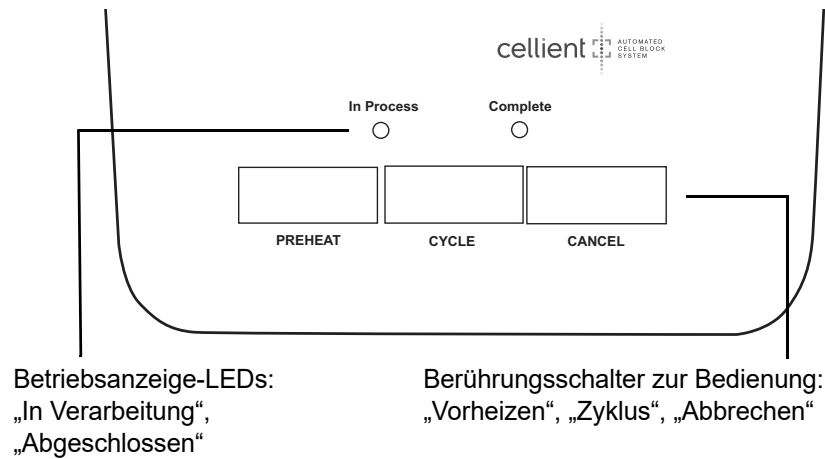 cellient AUTOMATED
CELL BLOCK
SYSTEM
In Process Complete
PREHEAT CYCLE CANCEL
Betriebsanzeige-LEDs:
„In Verarbeitung“,
„Abgeschlossen“
Berührungsschalter zur Bedienung:
„Vorheizen“, „Zyklus“, „Abbrechen“